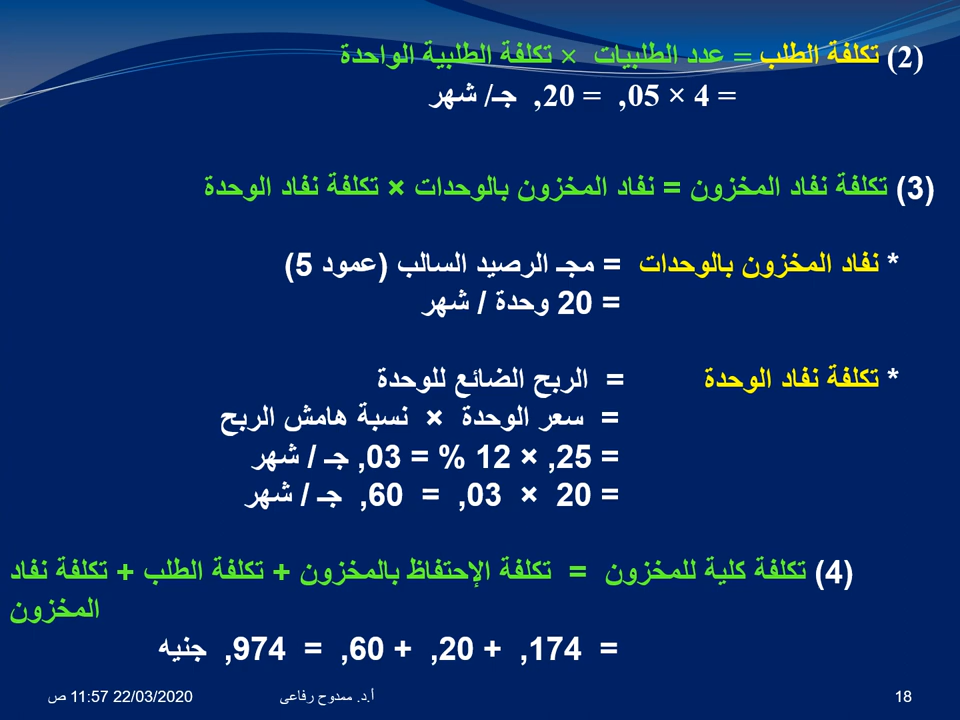 (2) تكلفة الطلب = عدد الطلبيات × تكلفة الطلبية الواحدة
= 4 × 05, = 20, جـ/ شهر
(3) تكلفة نفاد المخزون = نفاد المخزون بالوحدات × تكلفة نفاد الوحدة
* نفاد المخزون بالوحدات = مجـ الرصيد السالب (عمود 5)
= 20 وحدة / شهر
* تكلفة نفاد الوحدة = الربح الضائع للوحدة
= سعر الوحدة × نسبة هامش الربح
= 25, × 12 % = 03, جـ / شهر
= 20 × 03, = 60, جـ / شهر
(4) تكلفة كلية للمخزون = تكلفة الإحتفاظ بالمخزون + تكلفة الطلب + تكلفة نفاد
المخزون
= 174, + 20, + 60, = 974, جنيه
18 أ.د. ممدوح رفاعى 22/03/2020 11:57 ص